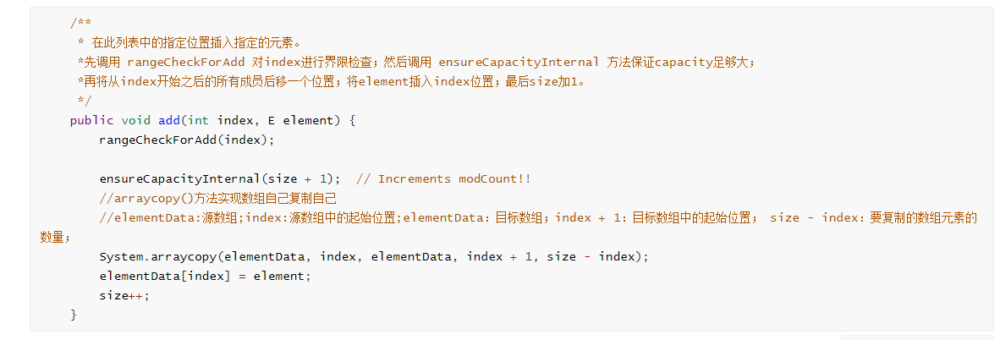 /**
 * 在此列表中的指定位置插入指定的元素。
 *先调用 rangeCheckForAdd 对index进行界限检查；然后调用 ensureCapacityInternal 方法保证capacity足够大；
 *再将从index开始之后的所有成员后移一个位置；将element插入index位置；最后size加1。
 */
public void add(int index, E element) {
    rangeCheckForAdd(index);

    ensureCapacityInternal(size + 1);  // Increments modCount!!
    //arraycopy()方法实现数组自己复制自己
    //elementData:源数组;index:源数组中的起始位置;elementData：目标数组；index + 1：目标数组中的起始位置； size - index：要复制的数组元素的
数量；
    System.arraycopy(elementData, index, elementData, index + 1, size - index);
    elementData[index] = element;
    size++;
}